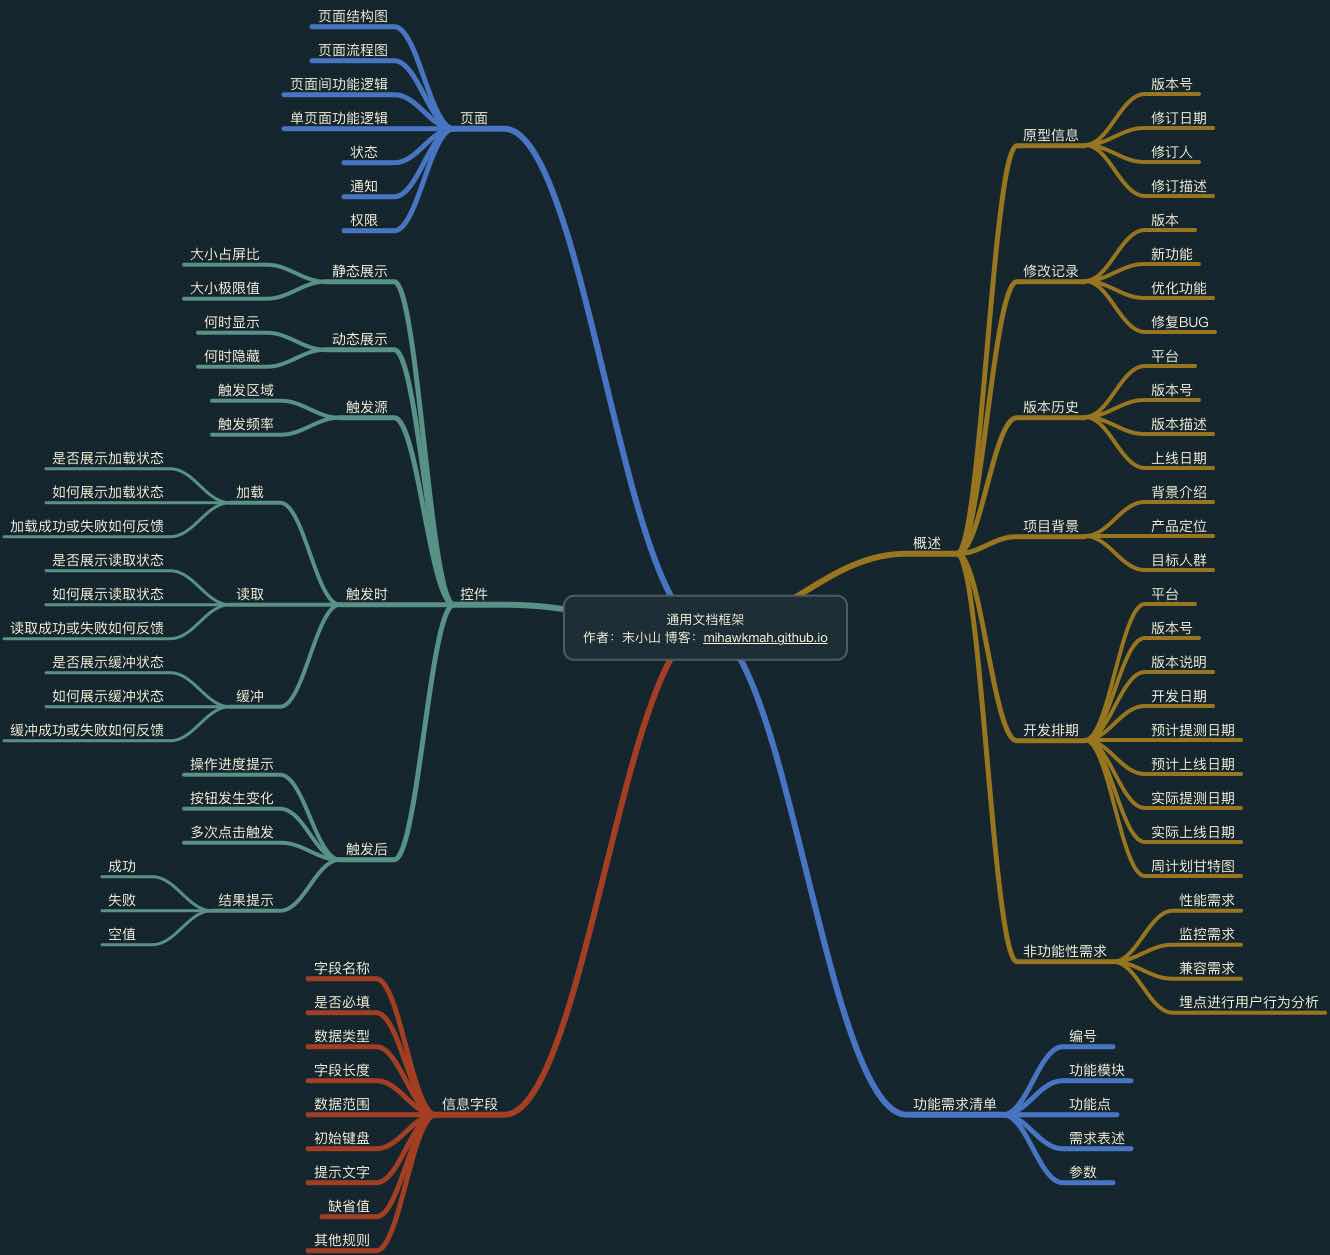 通用文档框架
作者：末小山 博客：mihawkmah.github.io
概述
原型信息
版本号
修订日期
修订人
修订描述
修改记录
版本
新功能
优化功能
修复BUG
版本历史
平台
版本号
版本描述
上线日期
项目背景
背景介绍
产品定位
目标人群
开发排期
平台
版本号
版本说明
开发日期
预计提测日期
预计上线日期
实际提测日期
实际上线日期
周计划甘特图
非功能性需求
性能需求
监控需求
兼容需求
埋点进行用户行为分析
功能需求清单
编号
功能模块
功能点
需求表述
参数
页面
页面结构图
页面流程图
页面间功能逻辑
单页面功能逻辑
状态
通知
权限
控件
静态展示
大小占屏比
大小极限值
动态展示
何时显示
何时隐藏
触发源
触发区域
触发频率
触发时
加载
是否展示加载状态
如何展示加载状态
加载成功或失败如何反馈
读取
是否展示读取状态
如何展示读取状态
读取成功或失败如何反馈
缓冲
是否展示缓冲状态
如何展示缓冲状态
缓冲成功或失败如何反馈
触发后
操作进度提示
按钮发生变化
多次点击触发
结果提示
成功
失败
空值
信息字段
字段名称
是否必填
数据类型
字段长度
数据范围
初始键盘
提示文字
缺省值
其他规则